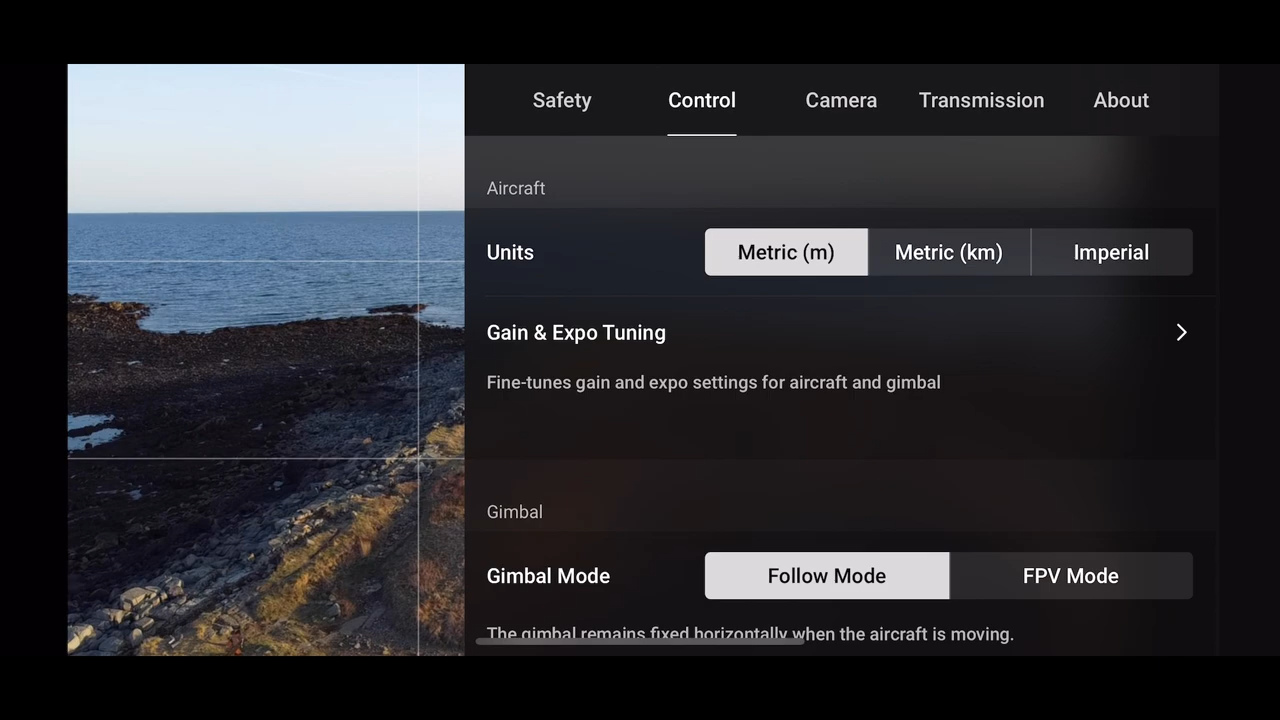 Safety Control Camera Transmission About
Aircraft
Units Metric (m) Metric (km) Imperial
Gain & Expo Tuning
Fine-tunes gain and expo settings for aircraft and gimbal
Gimbal
Gimbal Mode Follow Mode FPV Mode
The gimbal remains fixed horizontally when the aircraft is moving.